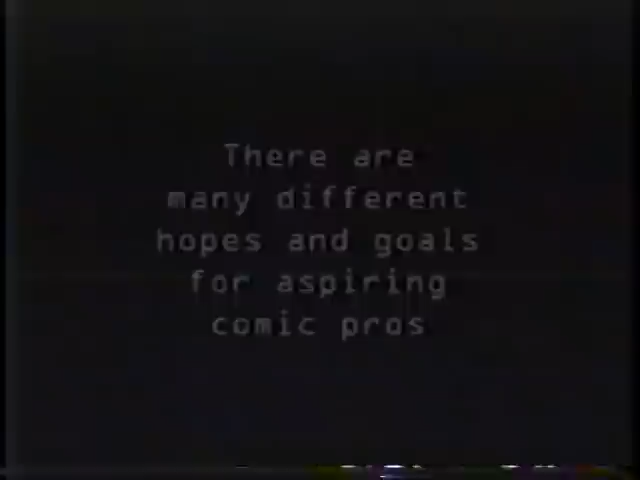 There are
many different
hopes and goals
for aspiring
comic pros